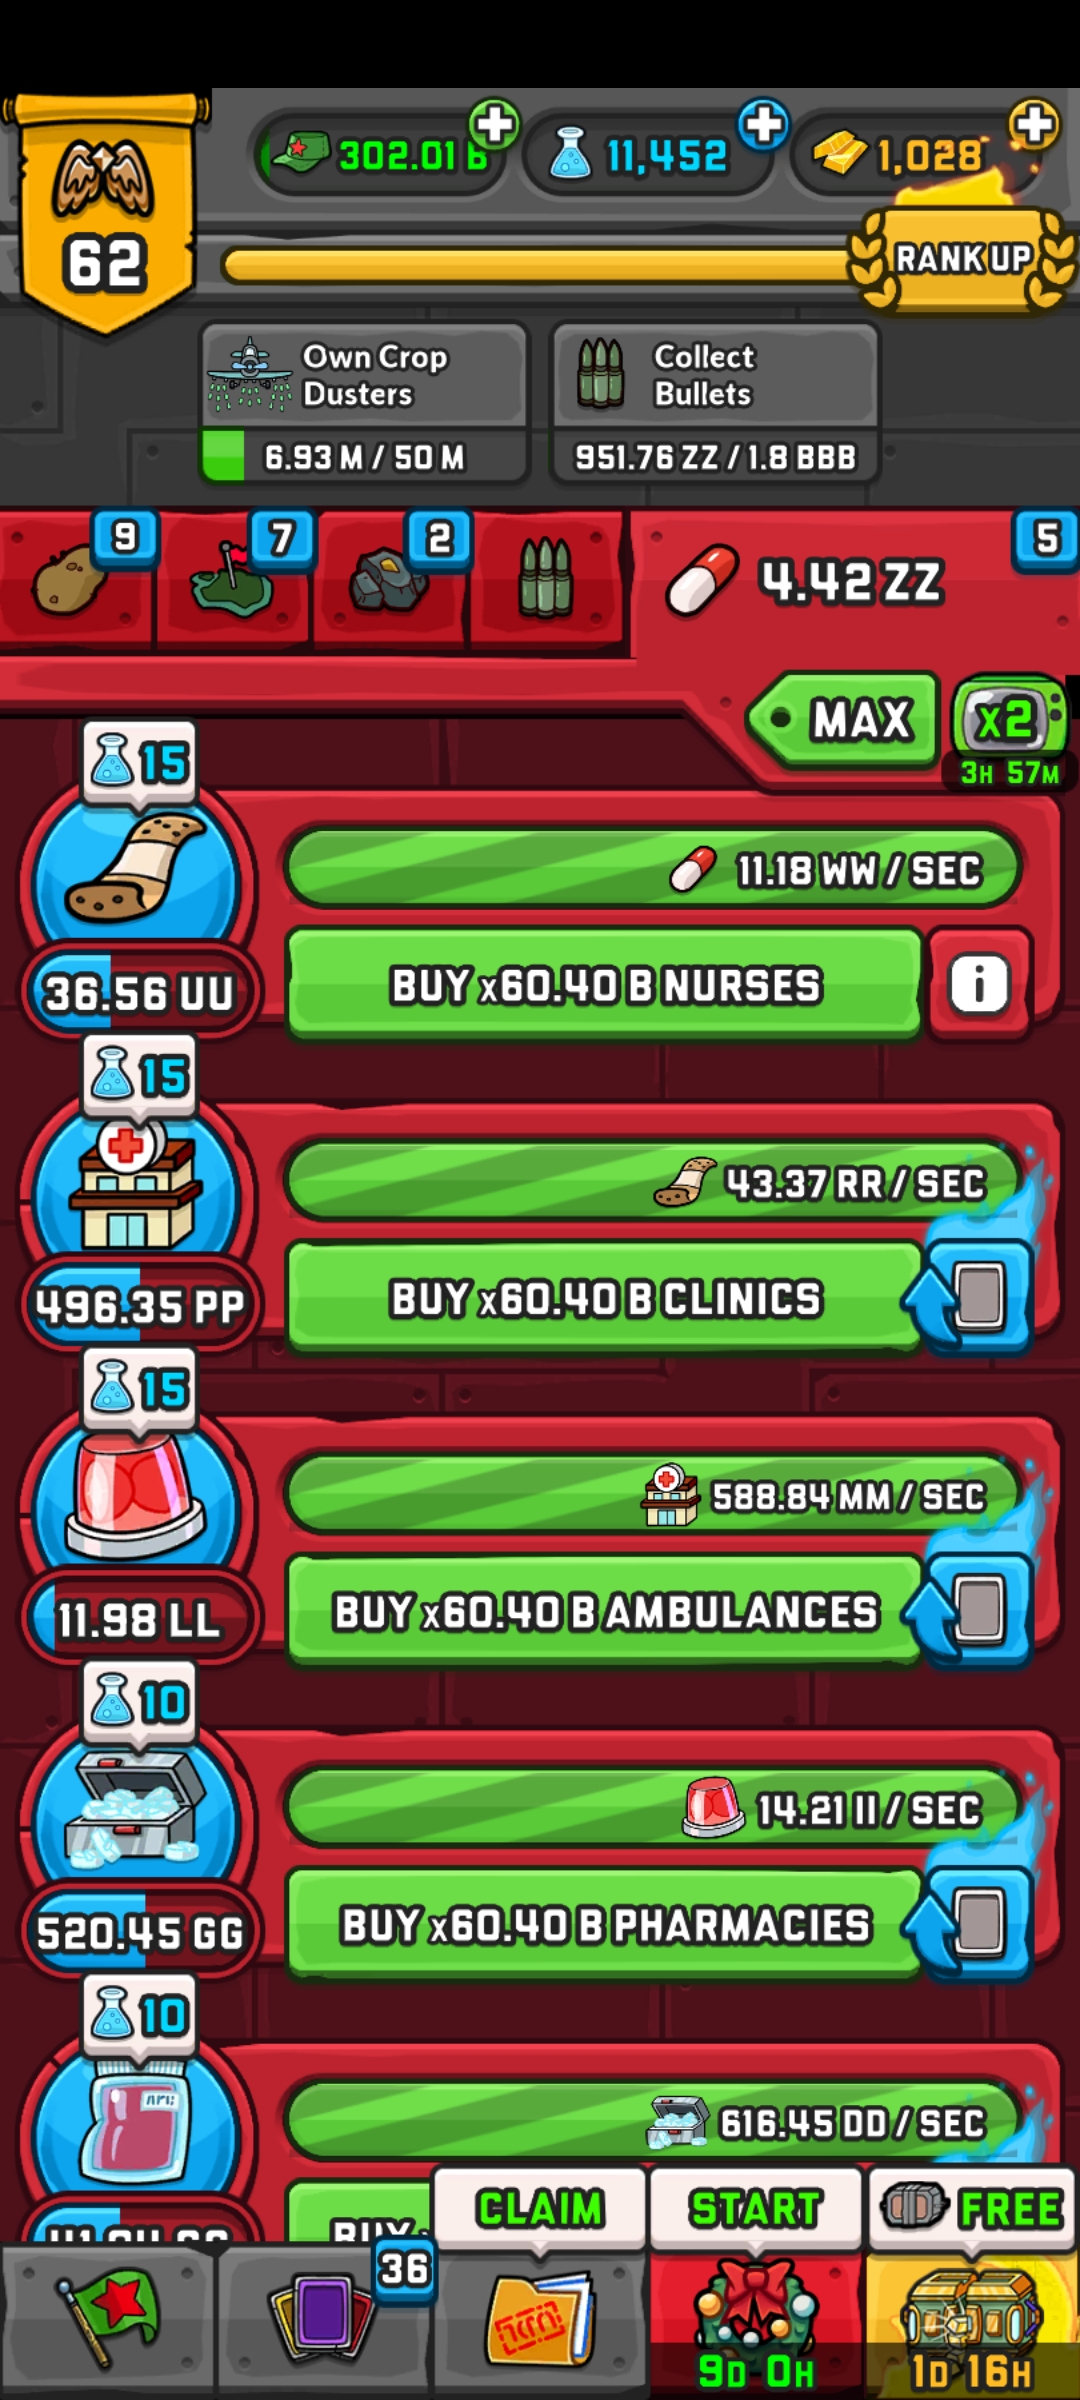 302.01 B
11,452
1,028
62
RANK UP
Own Crop
Dusters
6.93 M / 50 M
Collect
Bullets
951.76 ZZ / 1.8 BBB
9
7
2
5
4.42 ZZ
MAX
x2
3H 57M
15
11.18 WW / SEC
36.56 UU
BUY x60.40 B NURSES
i
15
43.37 RR / SEC
496.35 PP
BUY x60.40 B CLINICS
15
588.84 MM / SEC
11.98 LL
BUY x60.40 B AMBULANCES
10
14.21 II / SEC
520.45 GG
BUY x60.40 B PHARMACIES
10
616.45 DD / SEC
BUY
CLAIM
START
FREE
36
9D 0H
1D 16H